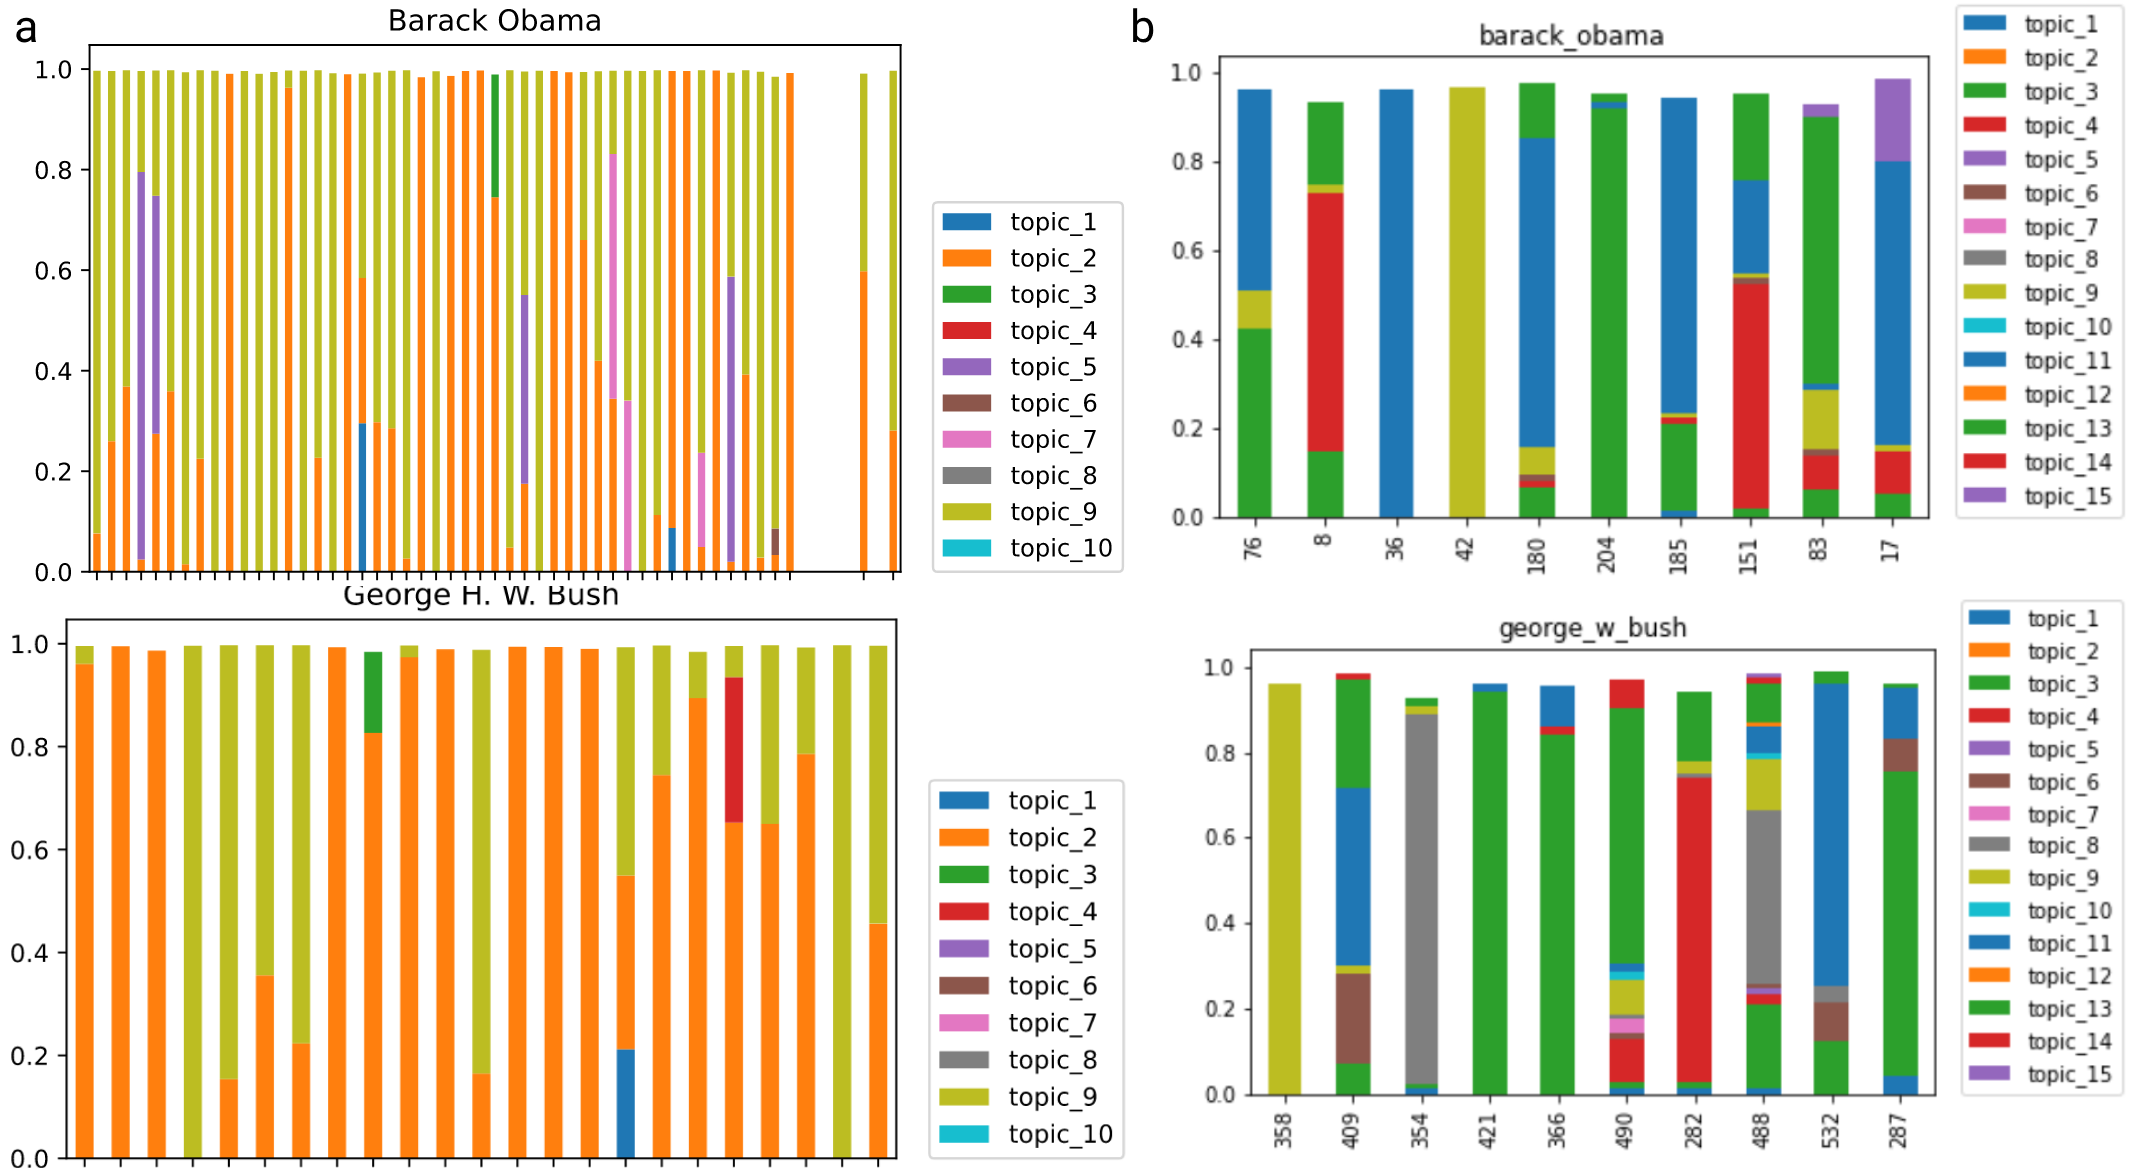 a
Barack Obama
1.0
0.8
0.6
0.4
0.2
0.0
topic_1
topic_2
topic_3
topic_4
topic_5
topic_6
topic_7
topic_8
topic_9
topic_10
George H. W. Bush
1.0
0.8
0.6
0.4
0.2
0.0
topic_1
topic_2
topic_3
topic_4
topic_5
topic_6
topic_7
topic_8
topic_9
topic_10
b
barack_obama
1.0
0.8
0.6
0.4
0.2
0.0
76
8
36
42
180
204
185
151
83
17
topic_1
topic_2
topic_3
topic_4
topic_5
topic_6
topic_7
topic_8
topic_9
topic_10
topic_11
topic_12
topic_13
topic_14
topic_15
george_w_bush
1.0
0.8
0.6
0.4
0.2
0.0
358
409
354
421
366
490
282
488
532
287
topic_1
topic_2
topic_3
topic_4
topic_5
topic_6
topic_7
topic_8
topic_9
topic_10
topic_11
topic_12
topic_13
topic_14
topic_15